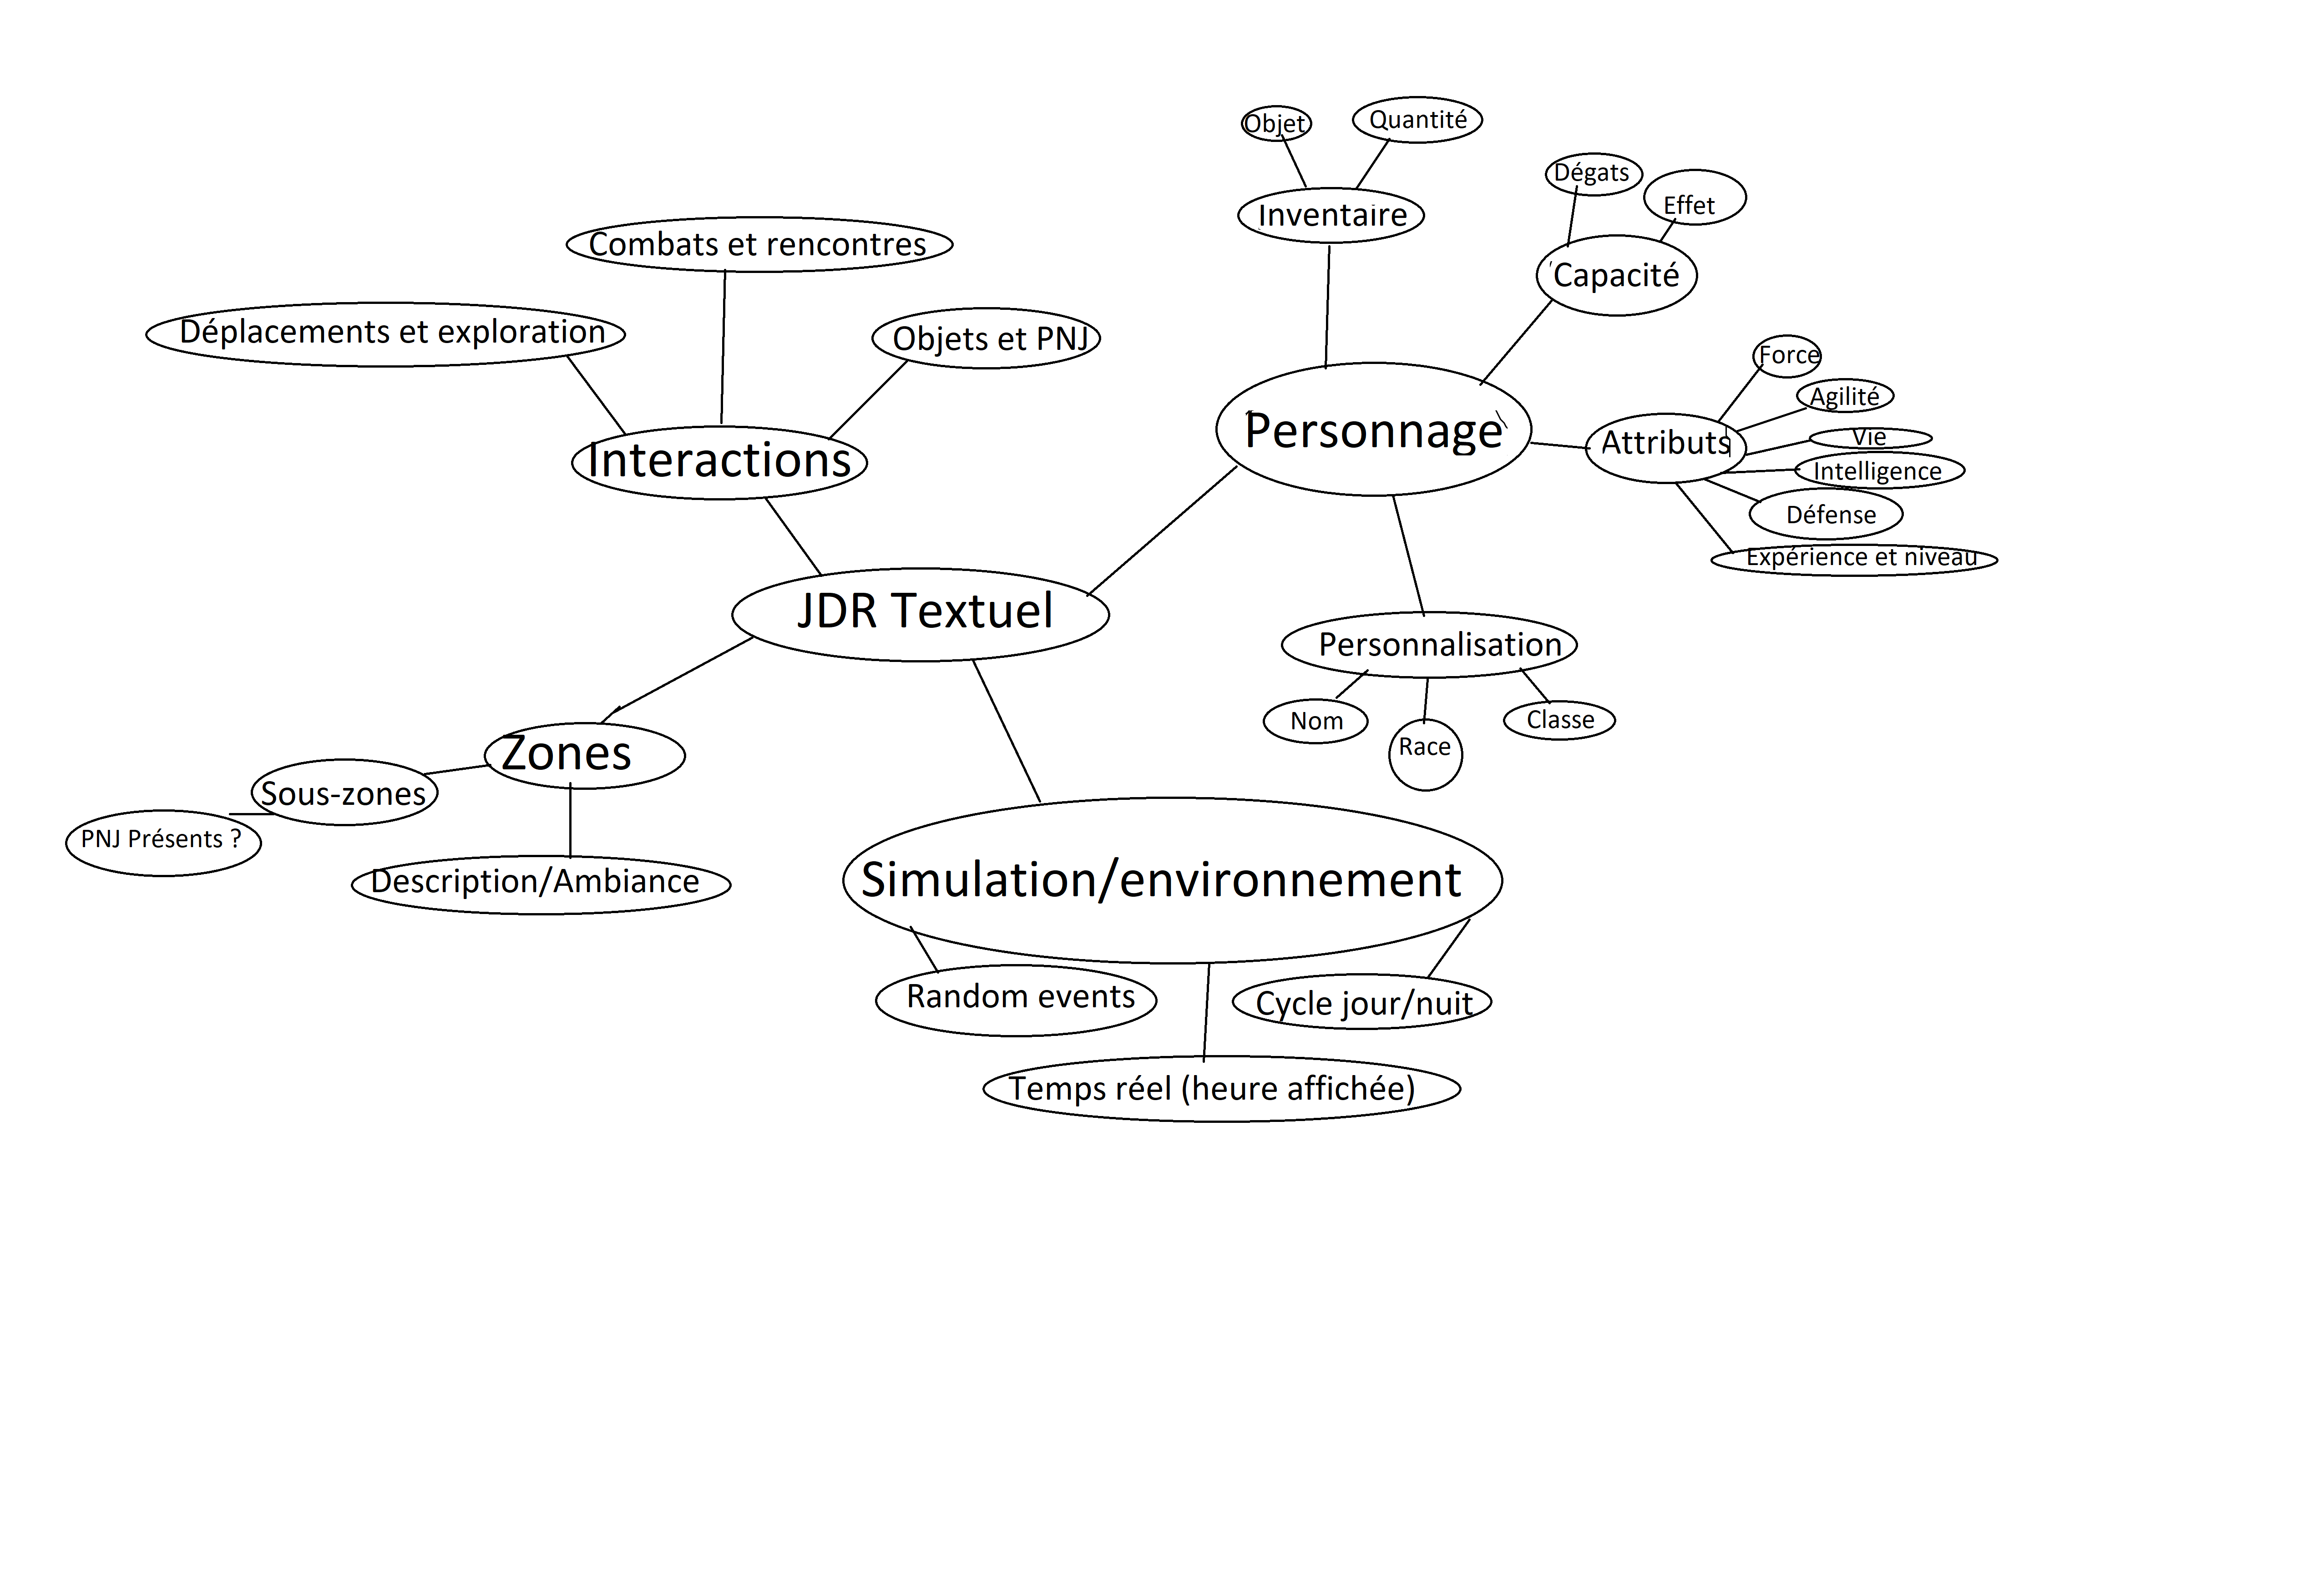 Objet
Quantité
Dégats
Effet
Inventaire
Capacité
Combats et rencontres
Déplacements et exploration
Objets et PNJ
Force
Agilité
Personnage
Attributs
Vie
Interactions
Intelligence
Défense
Expérience et niveau
JDR Textuel
Personnalisation
Nom
Race
Classe
Zones
Sous-zones
PNJ Présents ?
Description/Ambiance
Simulation/environnement
Random events
Cycle jour/nuit
Temps réel (heure affichée)